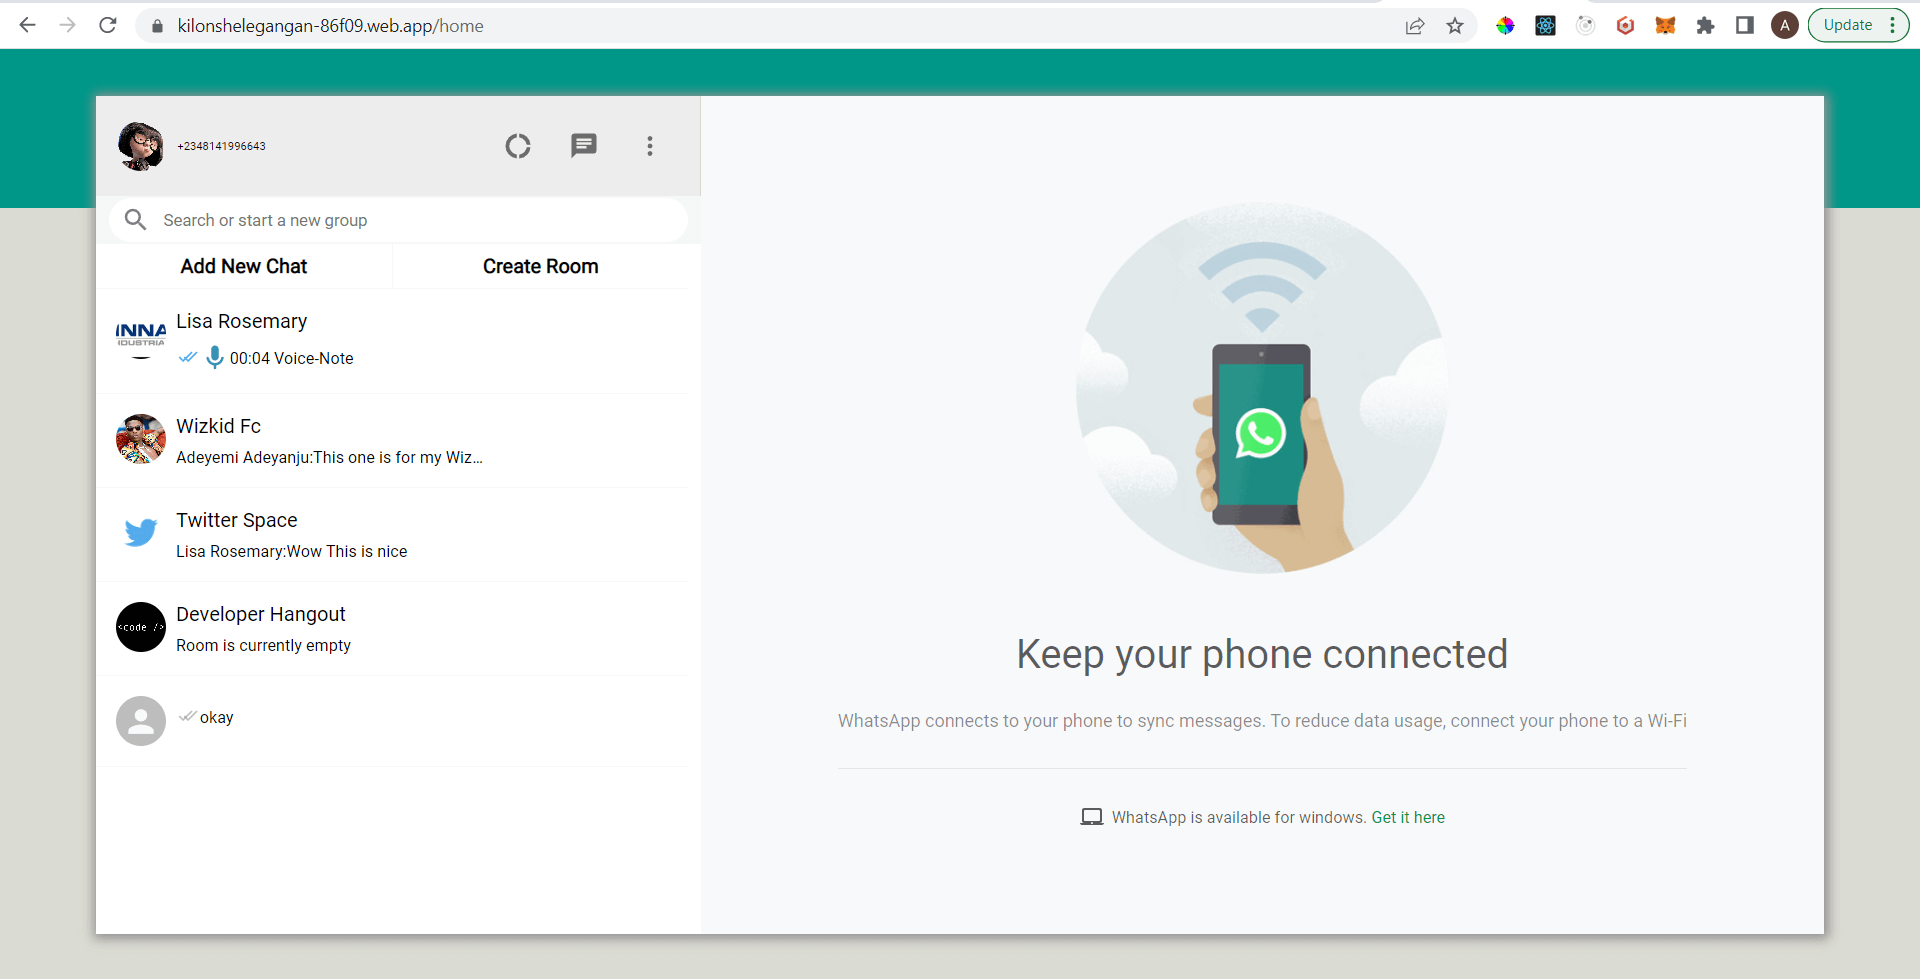 kilonshelegangan-86f09.web.app/home
A
Update
+2348141996643
Search or start a new group
Add New Chat
Create Room
INNA
IDUSTRIA
Lisa Rosemary
00:04 Voice-Note
Wizkid Fc
Adeyemi Adeyanju:This one is for my Wiz...
Twitter Space
Lisa Rosemary:Wow This is nice
<code />
Developer Hangout
Room is currently empty
okay
Keep your phone connected
WhatsApp connects to your phone to sync messages. To reduce data usage, connect your phone to a Wi-Fi
WhatsApp is available for windows. Get it here